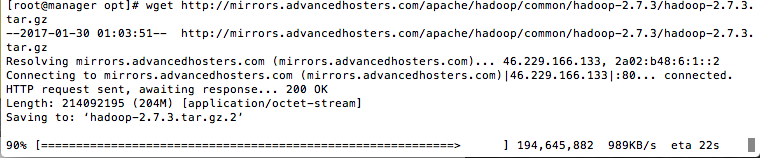 [root@manager opt]# wget http://mirrors.advancedhosters.com/apache/hadoop/common/hadoop-2.7.3/hadoop-2.7.3.
tar.gz
--2017-01-30 01:03:51--  http://mirrors.advancedhosters.com/apache/hadoop/common/hadoop-2.7.3/hadoop-2.7.3.
tar.gz
Resolving mirrors.advancedhosters.com (mirrors.advancedhosters.com)... 46.229.166.133, 2a02:b48:6:1::2
Connecting to mirrors.advancedhosters.com (mirrors.advancedhosters.com)|46.229.166.133|:80... connected.
HTTP request sent, awaiting response... 200 OK
Length: 214092195 (204M) [application/octet-stream]
Saving to: ‘hadoop-2.7.3.tar.gz.2’
90% [========================================================>      ] 194,645,882  989KB/s  eta 22s